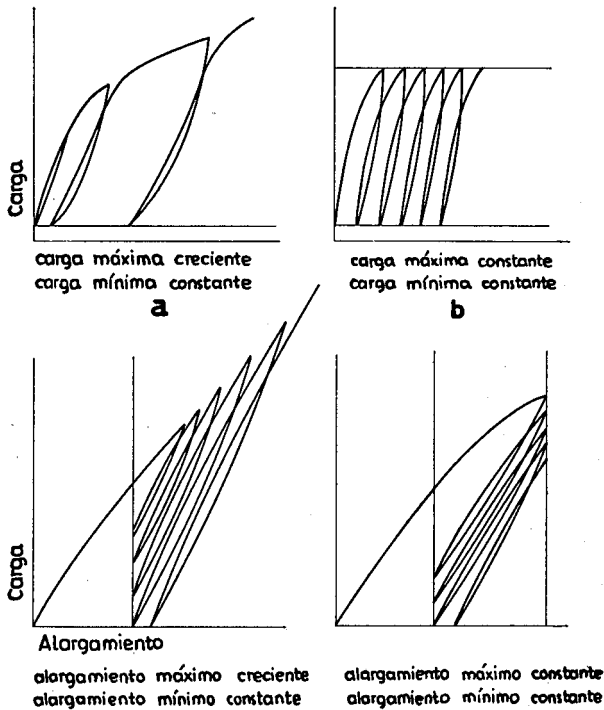 Carga
carga máxima creciente
carga mínima constante
a
carga máxima constante
carga mínima constante
b
Carga
Alargamiento
alargamiento máximo creciente
alargamiento mínimo constante
alargamiento máximo constante
alargamiento mínimo constante